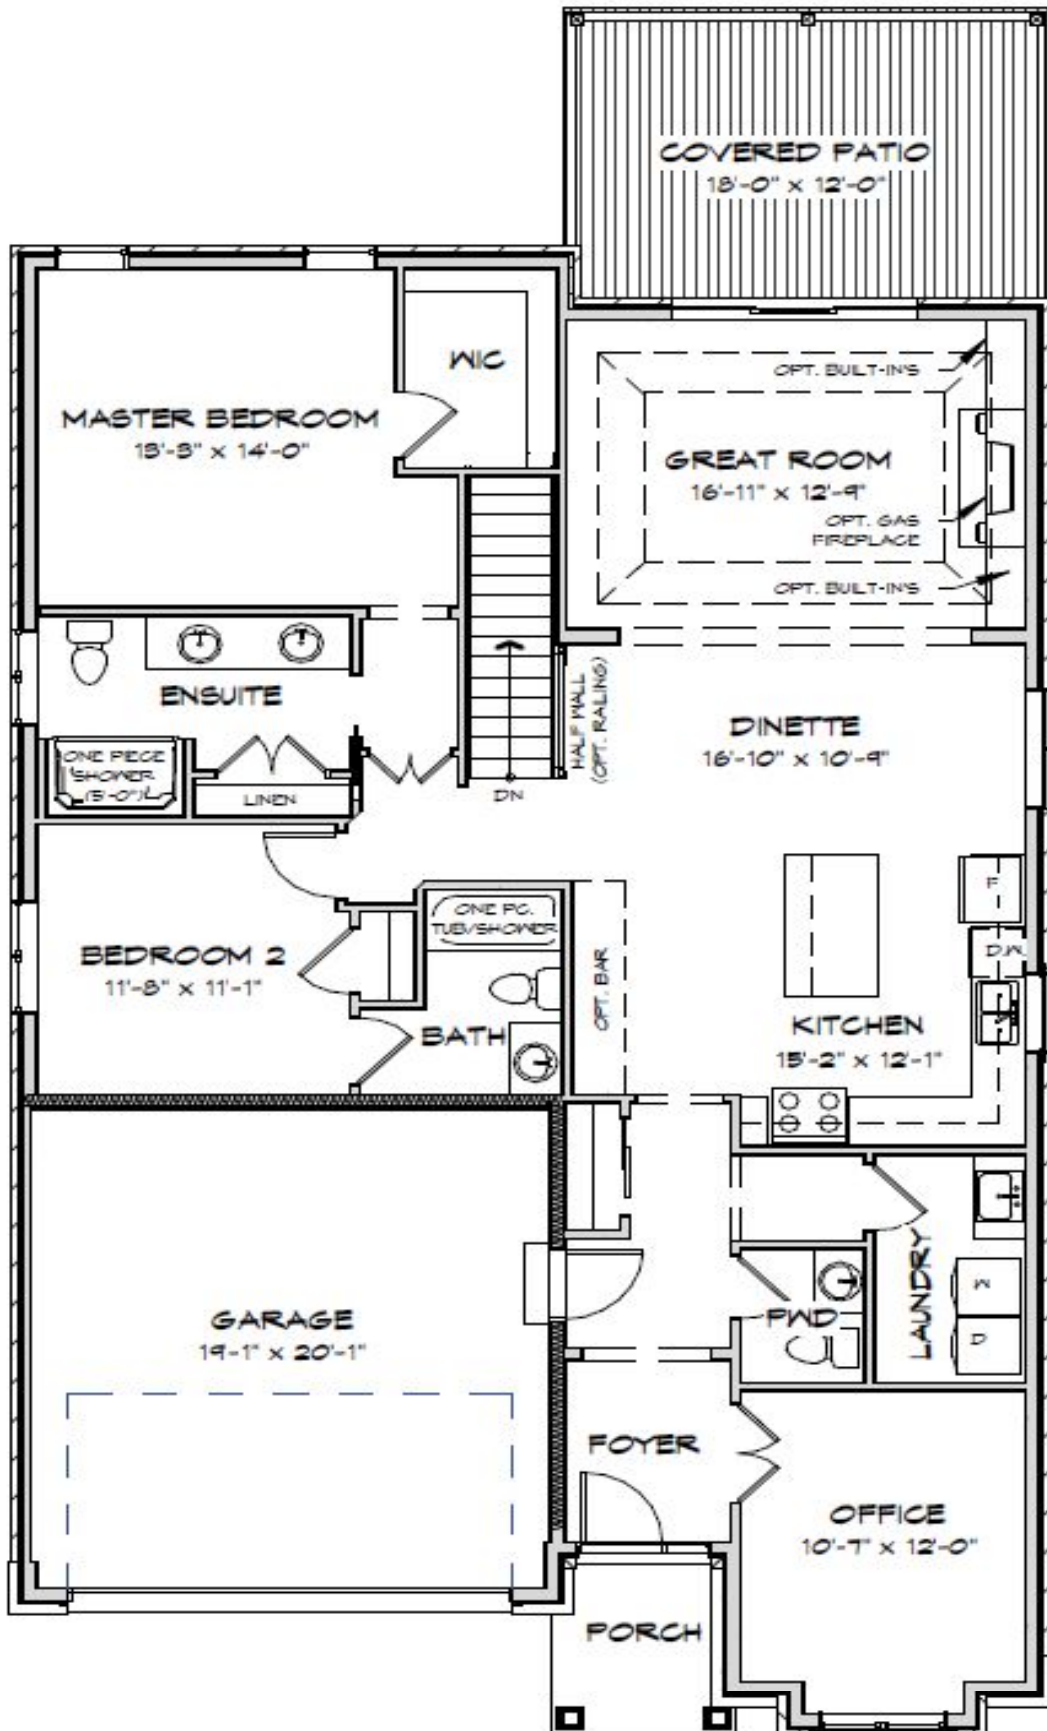 COVERED PATIO
18'-0" x 12'-0"
WIC
MASTER BEDROOM
13'-3" x 14'-0"
OPT. BUILT-IN'S
GREAT ROOM
16'-11" x 12'-9"
OPT. GAS
FIREPLACE
OPT. BUILT-IN'S
ENSUITE
HALF WALL
(OPT. RALING)
DINETTE
16'-10" x 10'-9"
ONE PIECE
SHOWER
(5'-0")
LINEN
DN
F
ONE PC.
TUB/SHOWER
D.W.
BEDROOM 2
11'-8" x 11'-1"
OPT. BAR
BATH
KITCHEN
15'-2" x 12'-1"
LAUNDRY
W
D
PWD
GARAGE
19'-1" x 20'-1"
FOYER
OFFICE
10'-7" x 12'-0"
PORCH